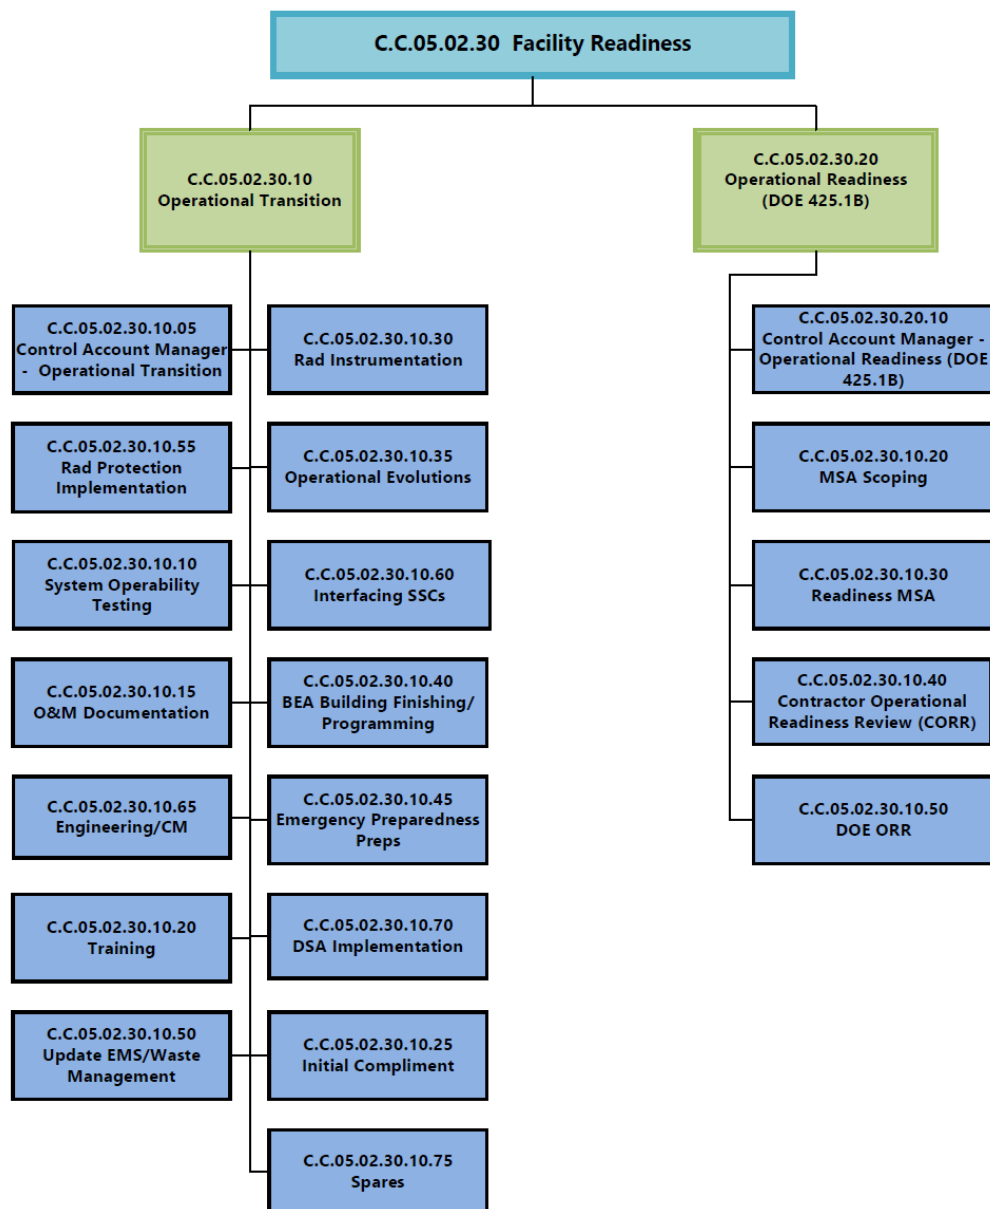 C.C.05.02.30 Facility Readiness
C.C.05.02.30.10
Operational Transition
C.C.05.02.30.20
Operational Readiness
(DOE 425.1B)
C.C.05.02.30.10.05
Control Account Manager
- Operational Transition
C.C.05.02.30.10.30
Rad Instrumentation
C.C.05.02.30.20.10
Control Account Manager -
Operational Readiness (DOE
425.1B)
C.C.05.02.30.10.55
Rad Protection
Implementation
C.C.05.02.30.10.35
Operational Evolutions
C.C.05.02.30.10.20
MSA Scoping
C.C.05.02.30.10.10
System Operability
Testing
C.C.05.02.30.10.60
Interfacing SSCs
C.C.05.02.30.10.30
Readiness MSA
C.C.05.02.30.10.15
O&M Documentation
C.C.05.02.30.10.40
BEA Building Finishing/
Programming
C.C.05.02.30.10.40
Contractor Operational
Readiness Review (CORR)
C.C.05.02.30.10.65
Engineering/CM
C.C.05.02.30.10.45
Emergency Preparedness
Preps
C.C.05.02.30.10.50
DOE ORR
C.C.05.02.30.10.20
Training
C.C.05.02.30.10.70
DSA Implementation
C.C.05.02.30.10.50
Update EMS/Waste
Management
C.C.05.02.30.10.25
Initial Compliment
C.C.05.02.30.10.75
Spares